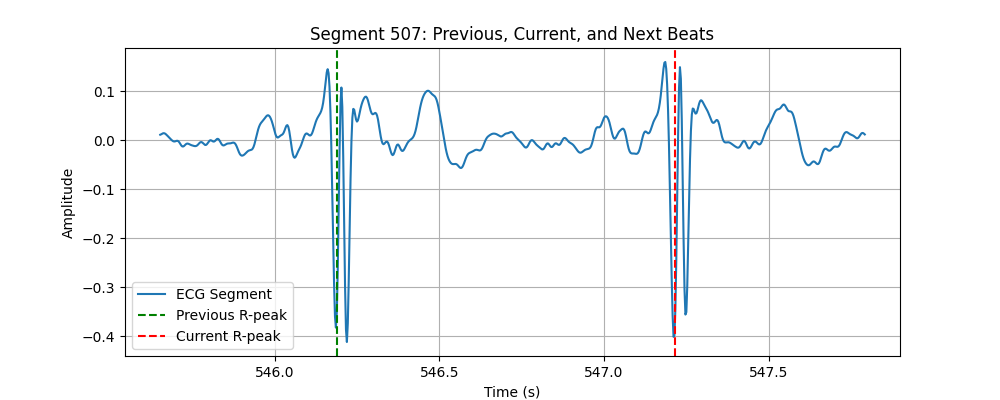 Segment 507: Previous, Current, and Next Beats
Amplitude
0.1
0.0
−0.1
−0.2
−0.3
−0.4
ECG Segment
Previous R-peak
Current R-peak
546.0 546.5 547.0 547.5
Time (s)